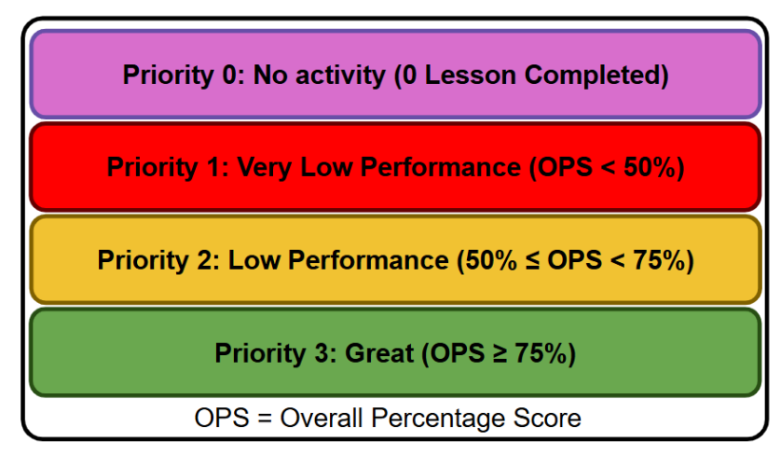 Priority 0: No activity (0 Lesson Completed)
Priority 1: Very Low Performance (OPS < 50%)
Priority 2: Low Performance (50% ≤ OPS < 75%)
Priority 3: Great (OPS ≥ 75%)
OPS = Overall Percentage Score